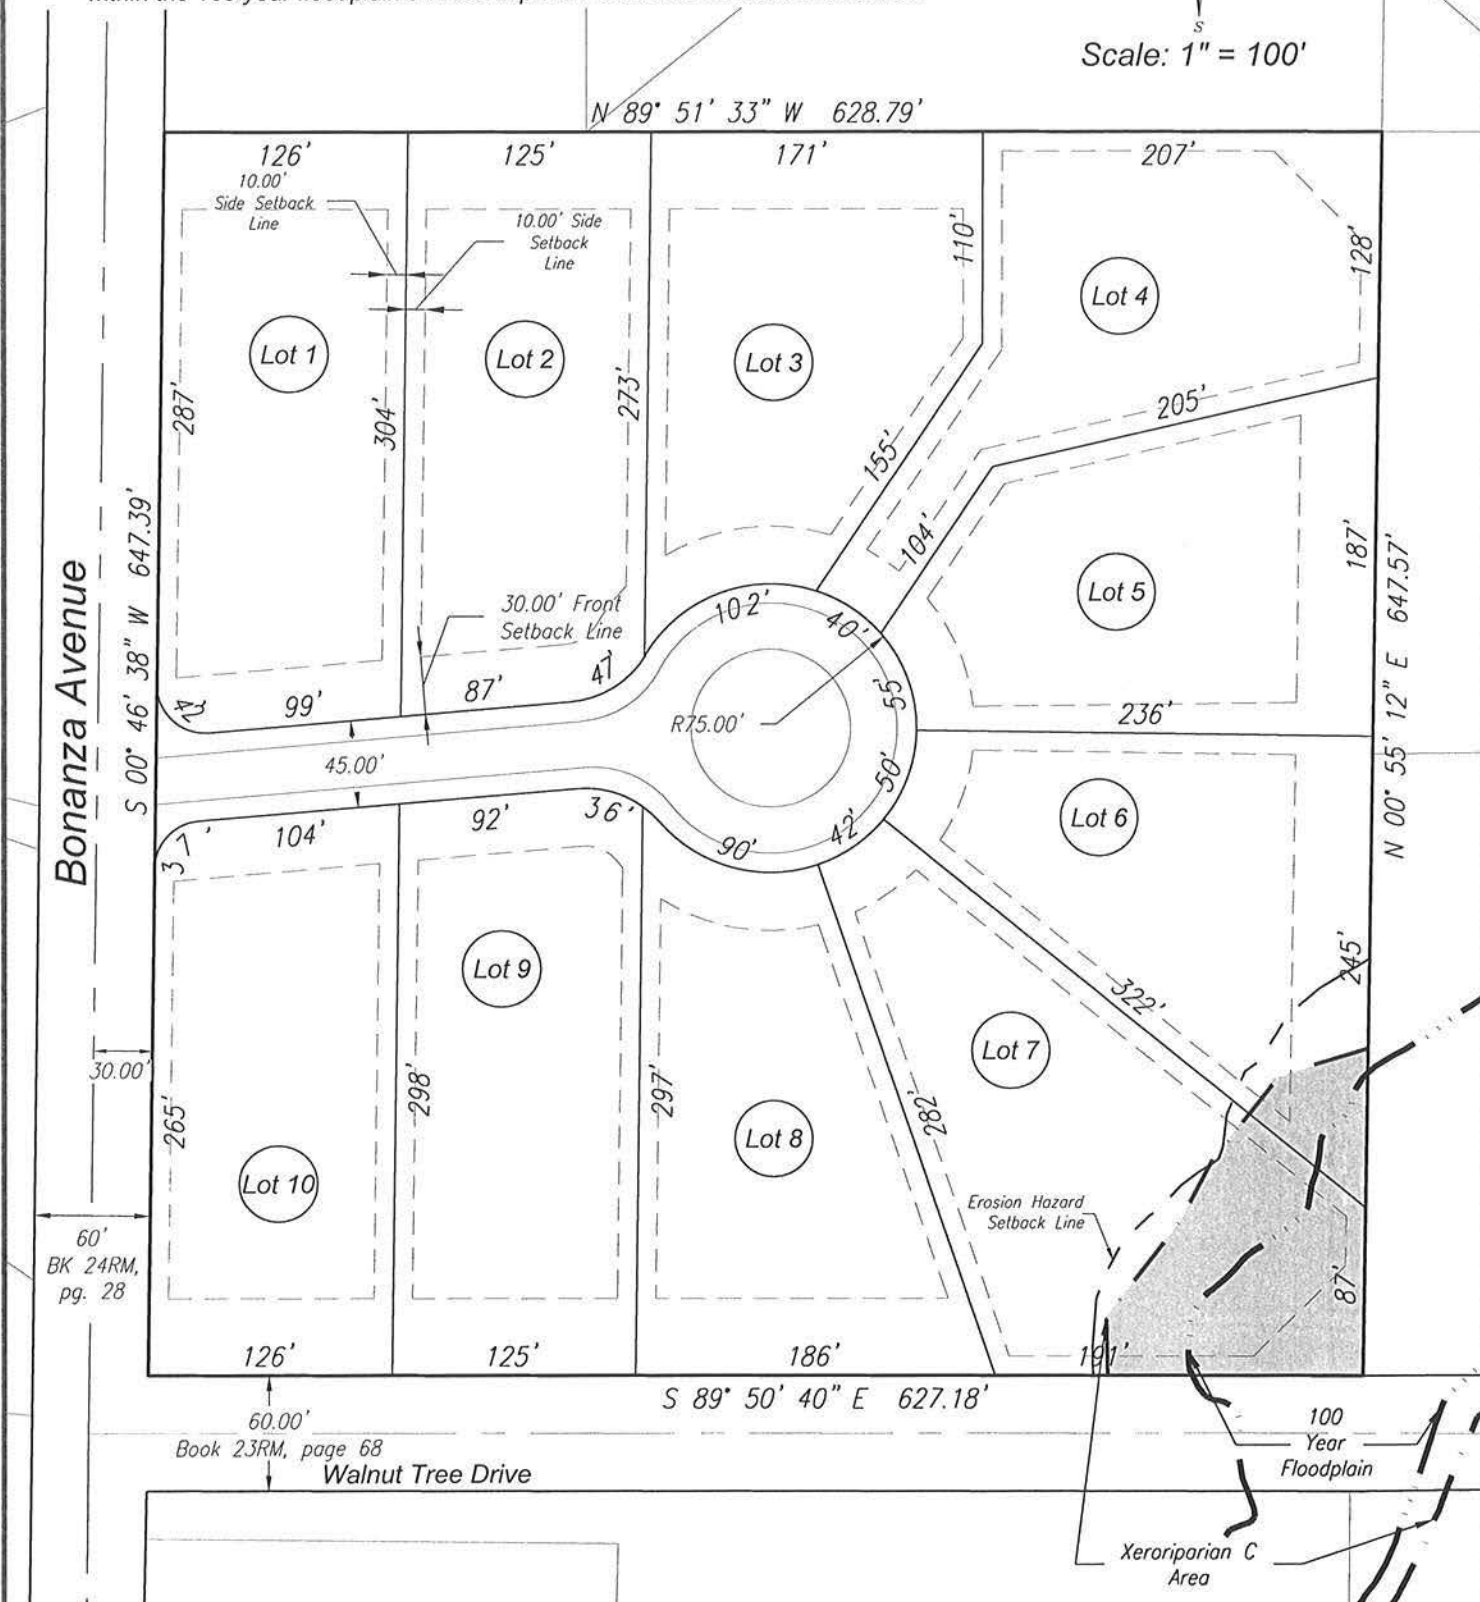 S
Scale: 1" = 100'
N 89° 51' 33" W 628.79'
126'
125'
171'
207'
10.00'
Side Setback
Line
10.00' Side
Setback
Line
110'
128'
Lot 1
Lot 2
Lot 3
Lot 4
287'
304'
273'
155'
205'
104'
Bonanza Avenue
S 00° 46' 38" W 647.39'
187'
N 00° 55' 12" E 647.57'
Lot 5
30.00' Front
Setback Line
102'
40'
47'
42'
99'
87'
55'
R75.00'
236'
45.00'
50'
37'
104'
92'
36'
90'
42'
Lot 6
245'
Lot 9
322'
Lot 7
30.00'
265'
298'
297'
282'
Lot 8
Lot 10
Erosion Hazard
Setback Line
60'
BK 24RM,
pg. 28
87'
126'
125'
186'
191'
S 89° 50' 40" E 627.18'
60.00'
Book 23RM, page 68
Walnut Tree Drive
100
Year
Floodplain
Xeroriparian C
Area